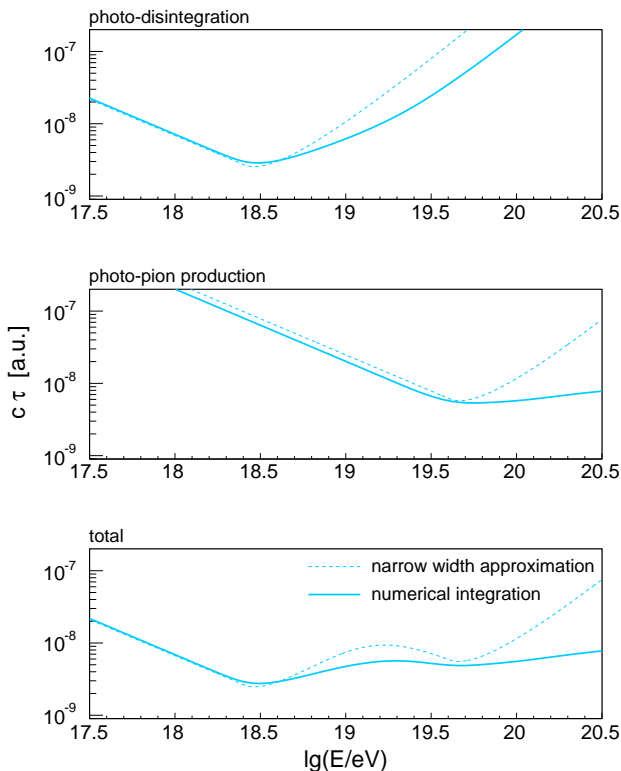 photo-disintegration
10^-7
10^-8
10^-9
17.5 18 18.5 19 19.5 20 20.5
photo-pion production
10^-7
10^-8
10^-9
17.5 18 18.5 19 19.5 20 20.5
c τ [a.u.]
total
narrow width approximation
numerical integration
10^-7
10^-8
10^-9
17.5 18 18.5 19 19.5 20 20.5
lg(E/eV)